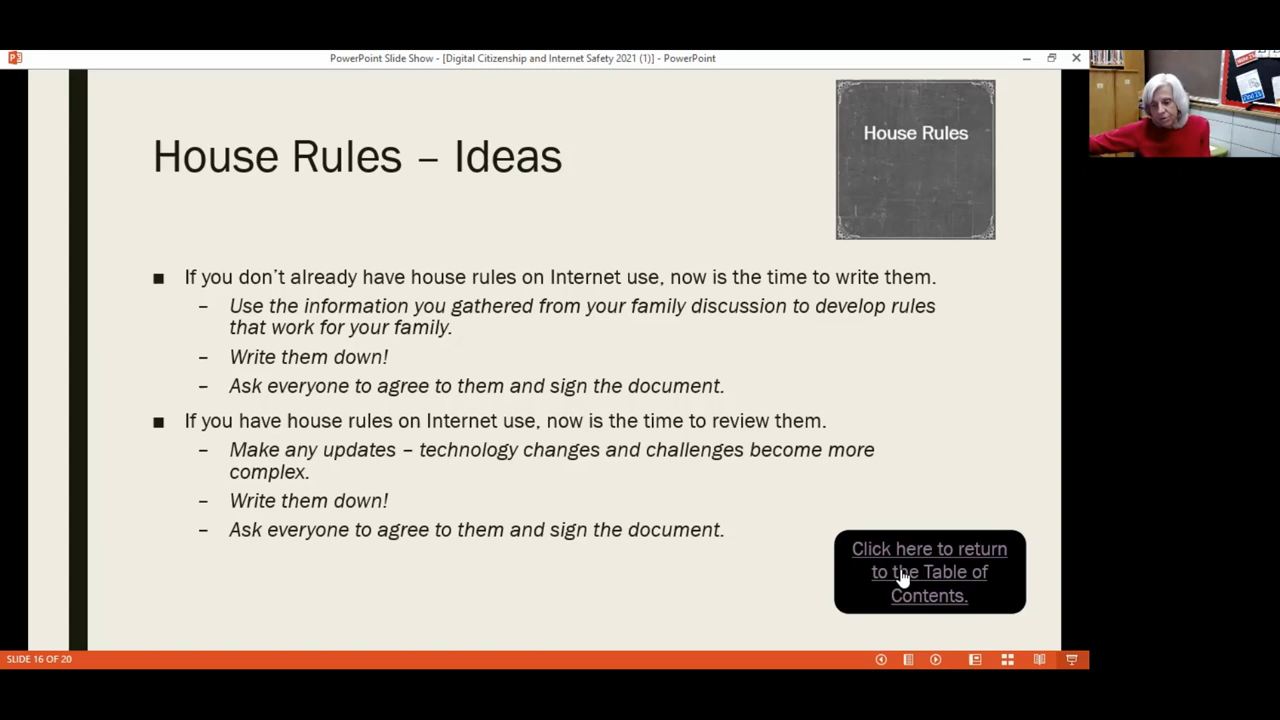 PowerPoint Slide Show - [Digital Citizenship and Internet Safety 2021 (1)] - PowerPoint
House Rules
House Rules – Ideas
■ If you don’t already have house rules on Internet use, now is the time to write them.
– Use the information you gathered from your family discussion to develop rules
that work for your family.
– Write them down!
– Ask everyone to agree to them and sign the document.
■ If you have house rules on Internet use, now is the time to review them.
– Make any updates – technology changes and challenges become more
complex.
– Write them down!
– Ask everyone to agree to them and sign the document.
Click here to return
to the Table of
Contents.
SLIDE 16 OF 20